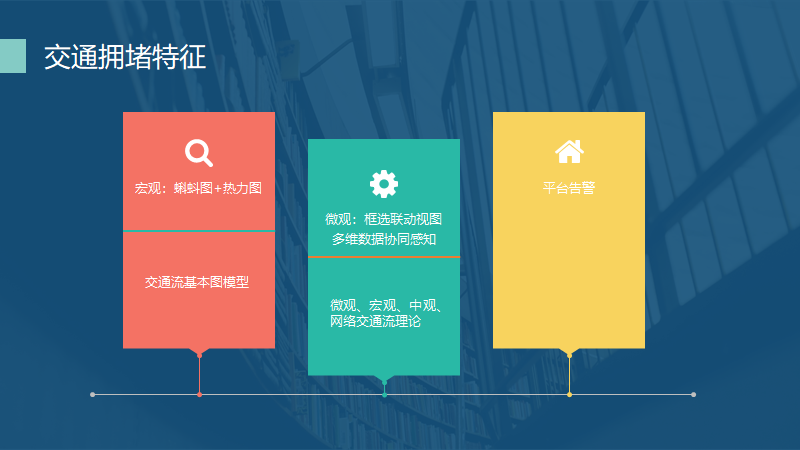 交通拥堵特征
宏观：蝌蚪图+热力图
交通流基本图模型
微观：框选联动视图
多维数据协同感知
微观、宏观、中观、
网络交通流理论
平台告警